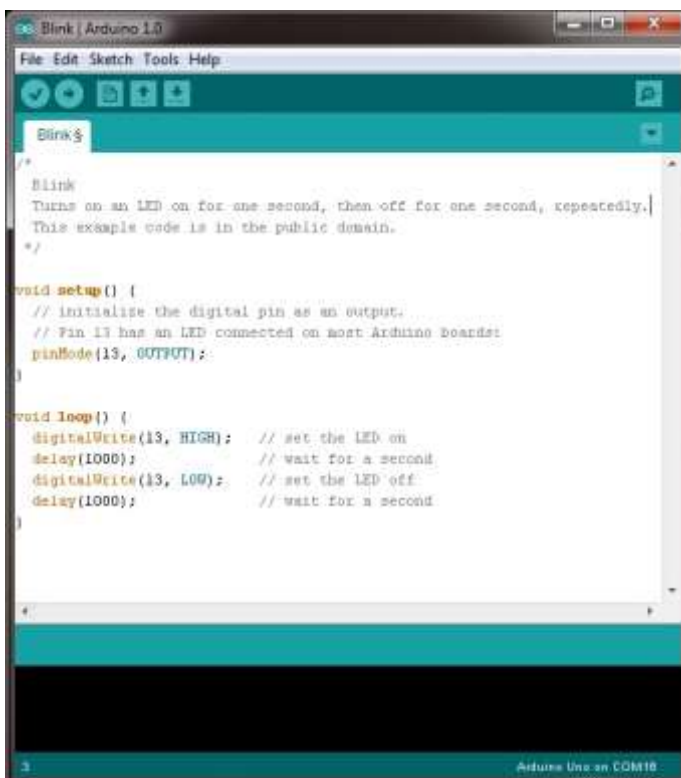 Blink | Arduino 1.0
File Edit Sketch Tools Help
Blink §
/*
Blink
Turns on an LED on for one second, then off for one second, repeatedly.
This example code is in the public domain.
*/
void setup() {
// initialize the digital pin as an output.
// Pin 13 has an LED connected on most Arduino boards:
pinMode(13, OUTPUT);
}
void loop() {
digitalWrite(13, HIGH);   // set the LED on
delay(1000);              // wait for a second
digitalWrite(13, LOW);    // set the LED off
delay(1000);              // wait for a second
}
3
Arduino Uno on COM16